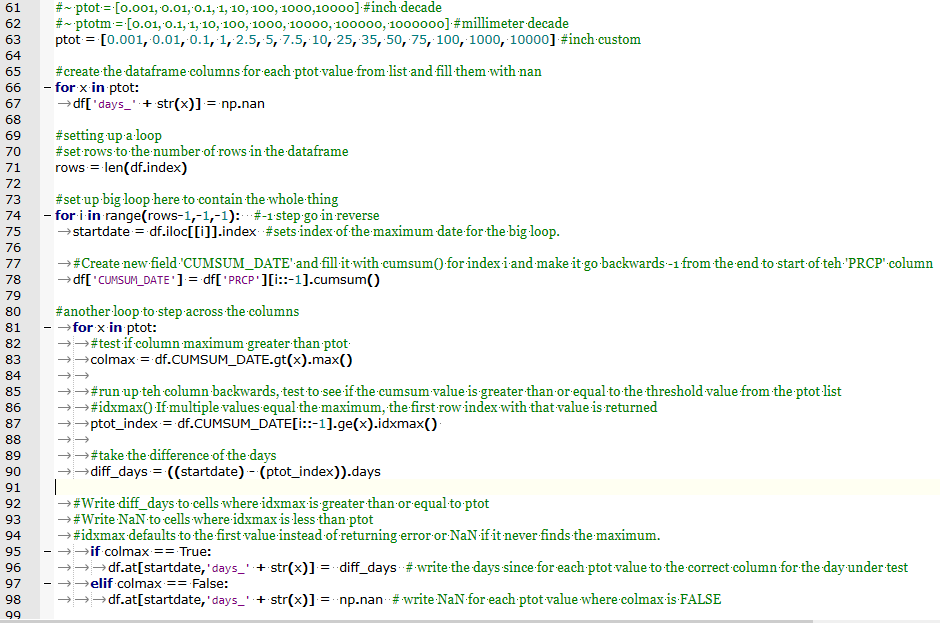 61 #~ ptot = [0.001, 0.01, 0.1, 1, 10, 100, 1000,10000] #inch decade
62 #~ ptotm = [0.01, 0.1, 1, 10, 100, 1000, 10000, 100000, 1000000] #millimeter decade
63 ptot = [0.001, 0.01, 0.1, 1, 2.5, 5, 7.5, 10, 25, 35, 50, 75, 100, 1000, 10000] #inch custom
64
65 #create the dataframe columns for each ptot value from list and fill them with nan
66 for x in ptot:
67 df['days_' + str(x)] = np.nan
68
69 #setting up a loop
70 #set rows to the number of rows in the dataframe
71 rows = len(df.index)
72
73 #set up big loop here to contain the whole thing
74 for i in range(rows-1,-1,-1): #-1 step go in reverse
75 startdate = df.iloc[[i]].index #sets index of the maximum date for the big loop.
76
77 #Create new field 'CUMSUM_DATE' and fill it with cumsum() for index i and make it go backwards -1 from the end to start of teh 'PRCP' column
78 df['CUMSUM_DATE'] = df['PRCP'][i::-1].cumsum()
79
80 #another loop to step across the columns
81 for x in ptot:
82 #test if column maximum greater than ptot
83 colmax = df.CUMSUM_DATE.gt(x).max()
84
85 #run up teh column backwards, test to see if the cumsum value is greater than or equal to the threshold value from the ptot list
86 #idxmax() If multiple values equal the maximum, the first row index with that value is returned
87 ptot_index = df.CUMSUM_DATE[i::-1].ge(x).idxmax()
88
89 #take the difference of the days
90 diff_days = ((startdate) - (ptot_index)).days
91
92 #Write diff_days to cells where idxmax is greater than or equal to ptot
93 #Write NaN to cells where idxmax is less than ptot
94 #idxmax defaults to the first value instead of returning error or NaN if it never finds the maximum.
95 if colmax == True:
96 df.at[startdate,'days_' + str(x)] = diff_days # write the days since for each ptot value to the correct column for the day under test
97 elif colmax == False:
98 df.at[startdate,'days_' + str(x)] = np.nan # write NaN for each ptot value where colmax is FALSE
99